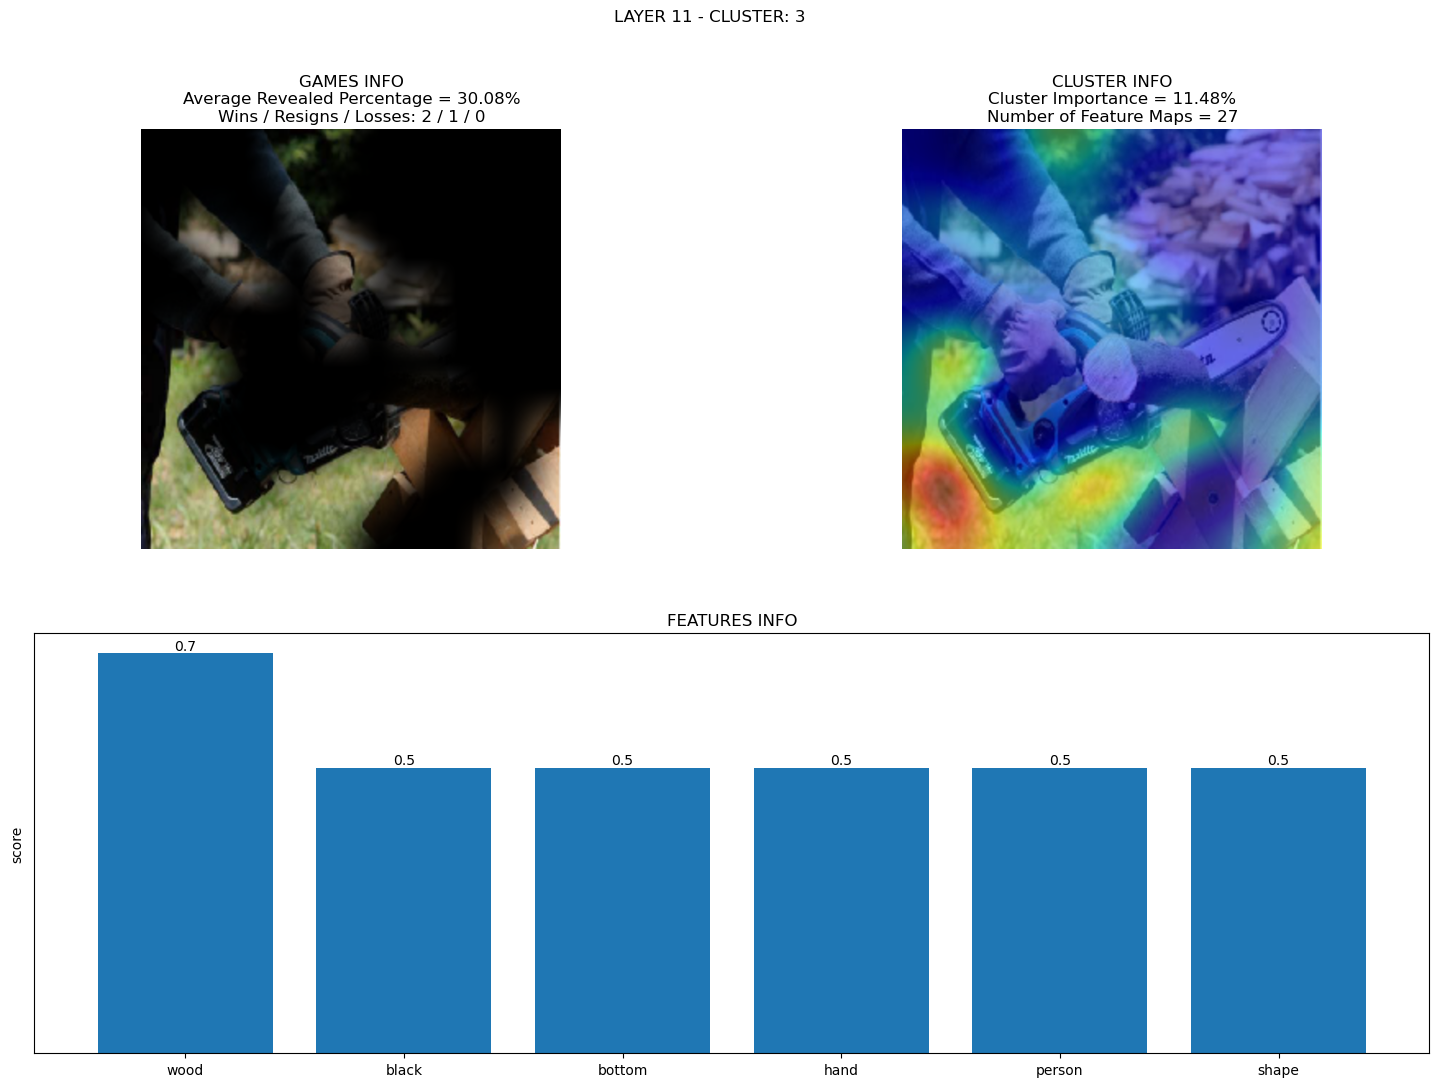 LAYER 11 - CLUSTER: 3
GAMES INFO
Average Revealed Percentage = 30.08%
Wins / Resigns / Losses: 2 / 1 / 0
CLUSTER INFO
Cluster Importance = 11.48%
Number of Feature Maps = 27
FEATURES INFO
score
0.7
0.5
0.5
0.5
0.5
0.5
wood
black
bottom
hand
person
shape